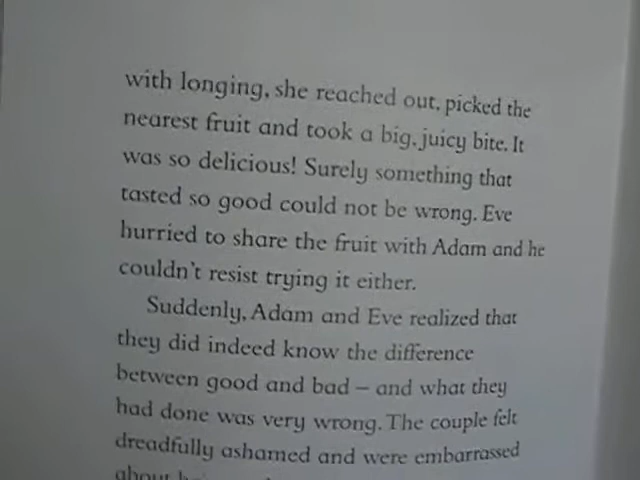 with longing, she reached out, picked the
nearest fruit and took a big, juicy bite. It
was so delicious! Surely something that
tasted so good could not be wrong. Eve
hurried to share the fruit with Adam and he
couldn't resist trying it either.
Suddenly, Adam and Eve realized that
they did indeed know the difference
between good and bad – and what they
had done was very wrong. The couple felt
dreadfully ashamed and were embarrassed
about